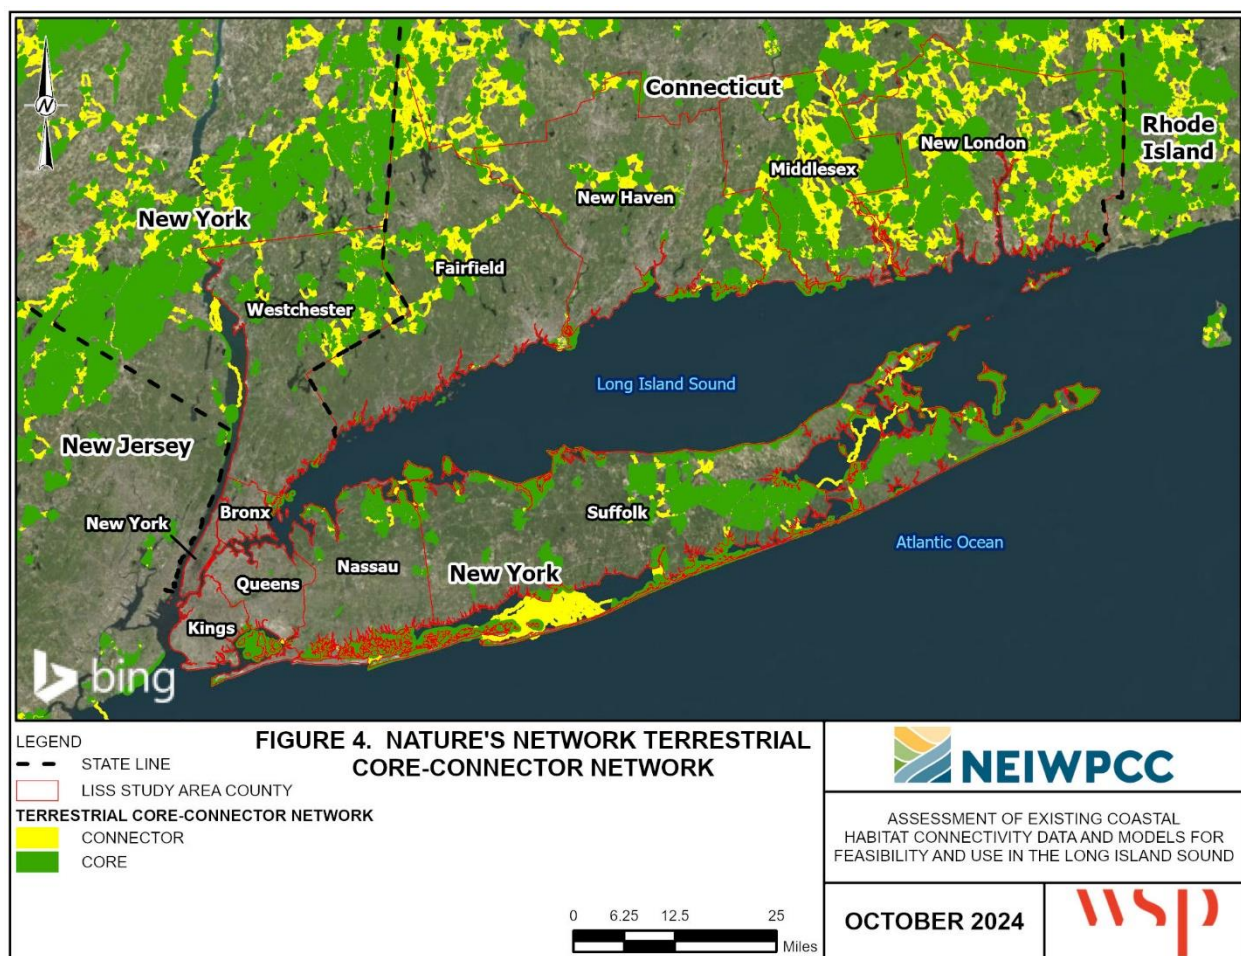 N
Connecticut
New London
Rhode
Island
Middlesex
New Haven
New York
Fairfield
Westchester
Long Island Sound
New Jersey
Bronx
New York
Suffolk
Atlantic Ocean
Nassau
New York
Queens
Kings
bing
LEGEND
STATE LINE
LISS STUDY AREA COUNTY
TERRESTRIAL CORE-CONNECTOR NETWORK
CONNECTOR
CORE
FIGURE 4. NATURE'S NETWORK TERRESTRIAL
CORE-CONNECTOR NETWORK
0 6.25 12.5 25
Miles
NEIWPCC
ASSESSMENT OF EXISTING COASTAL
HABITAT CONNECTIVITY DATA AND MODELS FOR
FEASIBILITY AND USE IN THE LONG ISLAND SOUND
OCTOBER 2024
wsp